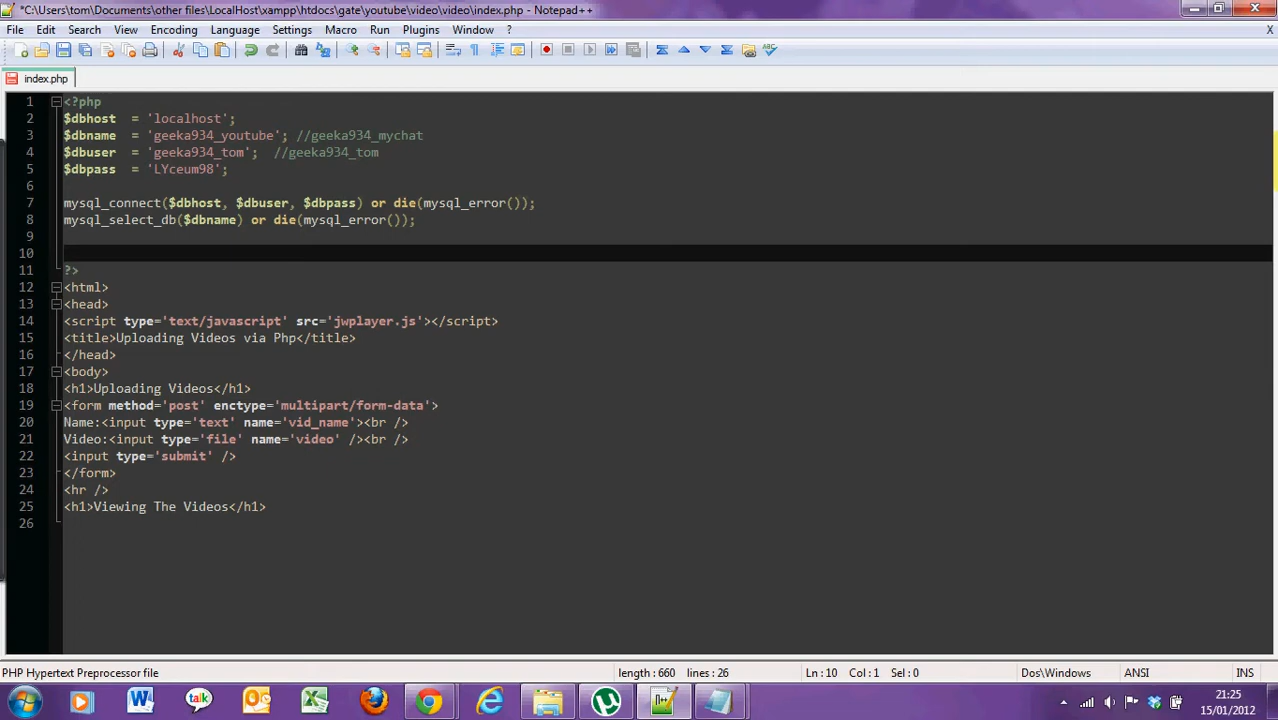 *C:\Users\tom\Documents\other files\LocalHost\xampp\htdocs\gate\youtube\video\video\index.php - Notepad++
File Edit Search View Encoding Language Settings Macro Run Plugins Window ? X
index.php
1 <?php
2 $dbhost = 'localhost';
3 $dbname = 'geeka934_youtube'; //geeka934_mychat
4 $dbuser = 'geeka934_tom'; //geeka934_tom
5 $dbpass = 'LYceum98';
6
7 mysql_connect($dbhost, $dbuser, $dbpass) or die(mysql_error());
8 mysql_select_db($dbname) or die(mysql_error());
9
10
11 ?>
12 <html>
13 <head>
14 <script type='text/javascript' src='jwplayer.js'></script>
15 <title>Uploading Videos via Php</title>
16 </head>
17 <body>
18 <h1>Uploading Videos</h1>
19 <form method='post' enctype='multipart/form-data'>
20 Name:<input type='text' name='vid_name'><br />
21 Video:<input type='file' name='video' /><br />
22 <input type='submit' />
23 </form>
24 <hr />
25 <h1>Viewing The Videos</h1>
26
PHP Hypertext Preprocessor file length : 660 lines : 26 Ln : 10 Col : 1 Sel : 0 Dos\Windows ANSI INS
talk
21:25
15/01/2012